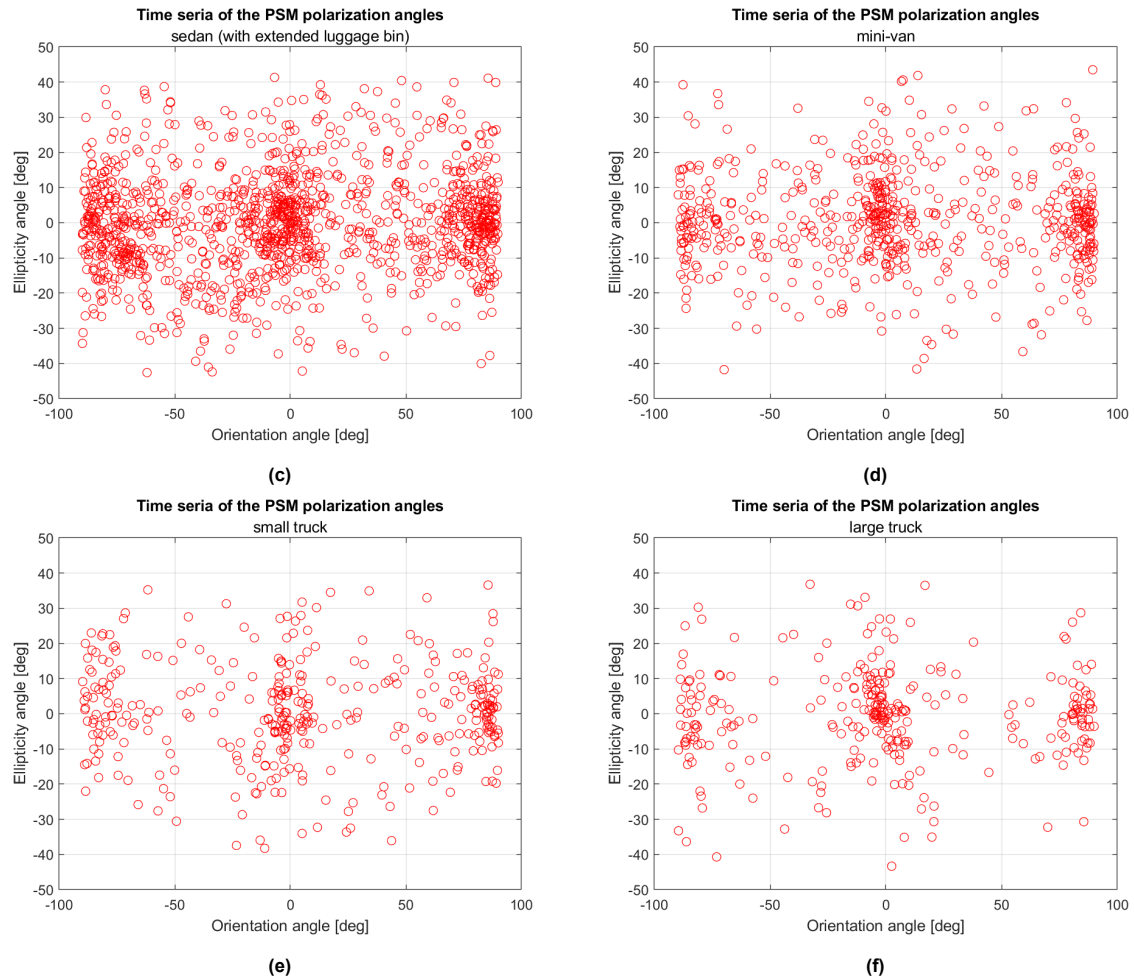 Time seria of the PSM polarization angles
sedan (with extended luggage bin)
50
40
30
20
10
0
-10
-20
-30
-40
-50
Ellipticity angle [deg]
-100 -50 0 50 100
Orientation angle [deg]
(c)
Time seria of the PSM polarization angles
mini-van
50
40
30
20
10
0
-10
-20
-30
-40
-50
Ellipticity angle [deg]
-100 -50 0 50 100
Orientation angle [deg]
(d)
Time seria of the PSM polarization angles
small truck
50
40
30
20
10
0
-10
-20
-30
-40
-50
Ellipticity angle [deg]
-100 -50 0 50 100
Orientation angle [deg]
(e)
Time seria of the PSM polarization angles
large truck
50
40
30
20
10
0
-10
-20
-30
-40
-50
Ellipticity angle [deg]
-100 -50 0 50 100
Orientation angle [deg]
(f)